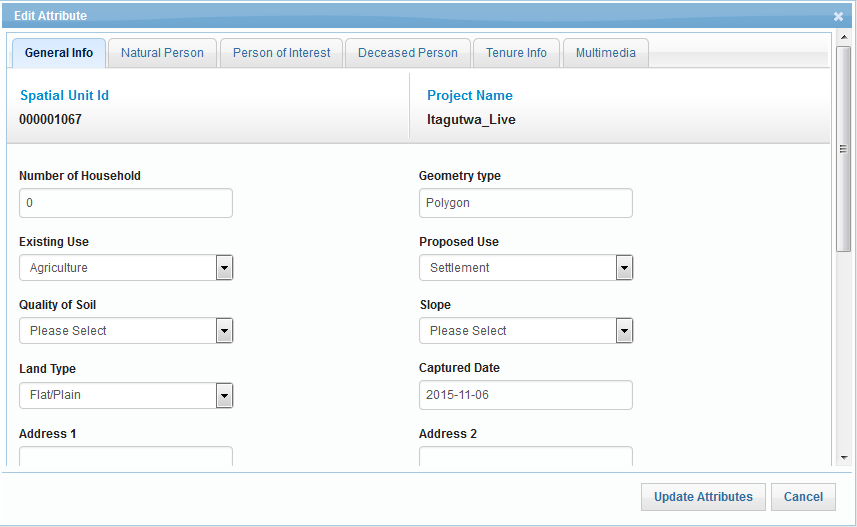 Edit Attribute
General Info Natural Person Person of Interest Deceased Person Tenure Info Multimedia
Spatial Unit Id Project Name
000001067 Itagutwa_Live
Number of Household Geometry type
0 Polygon
Existing Use Proposed Use
Agriculture Settlement
Quality of Soil Slope
Please Select Please Select
Land Type Captured Date
Flat/Plain 2015-11-06
Address 1 Address 2
Update Attributes Cancel